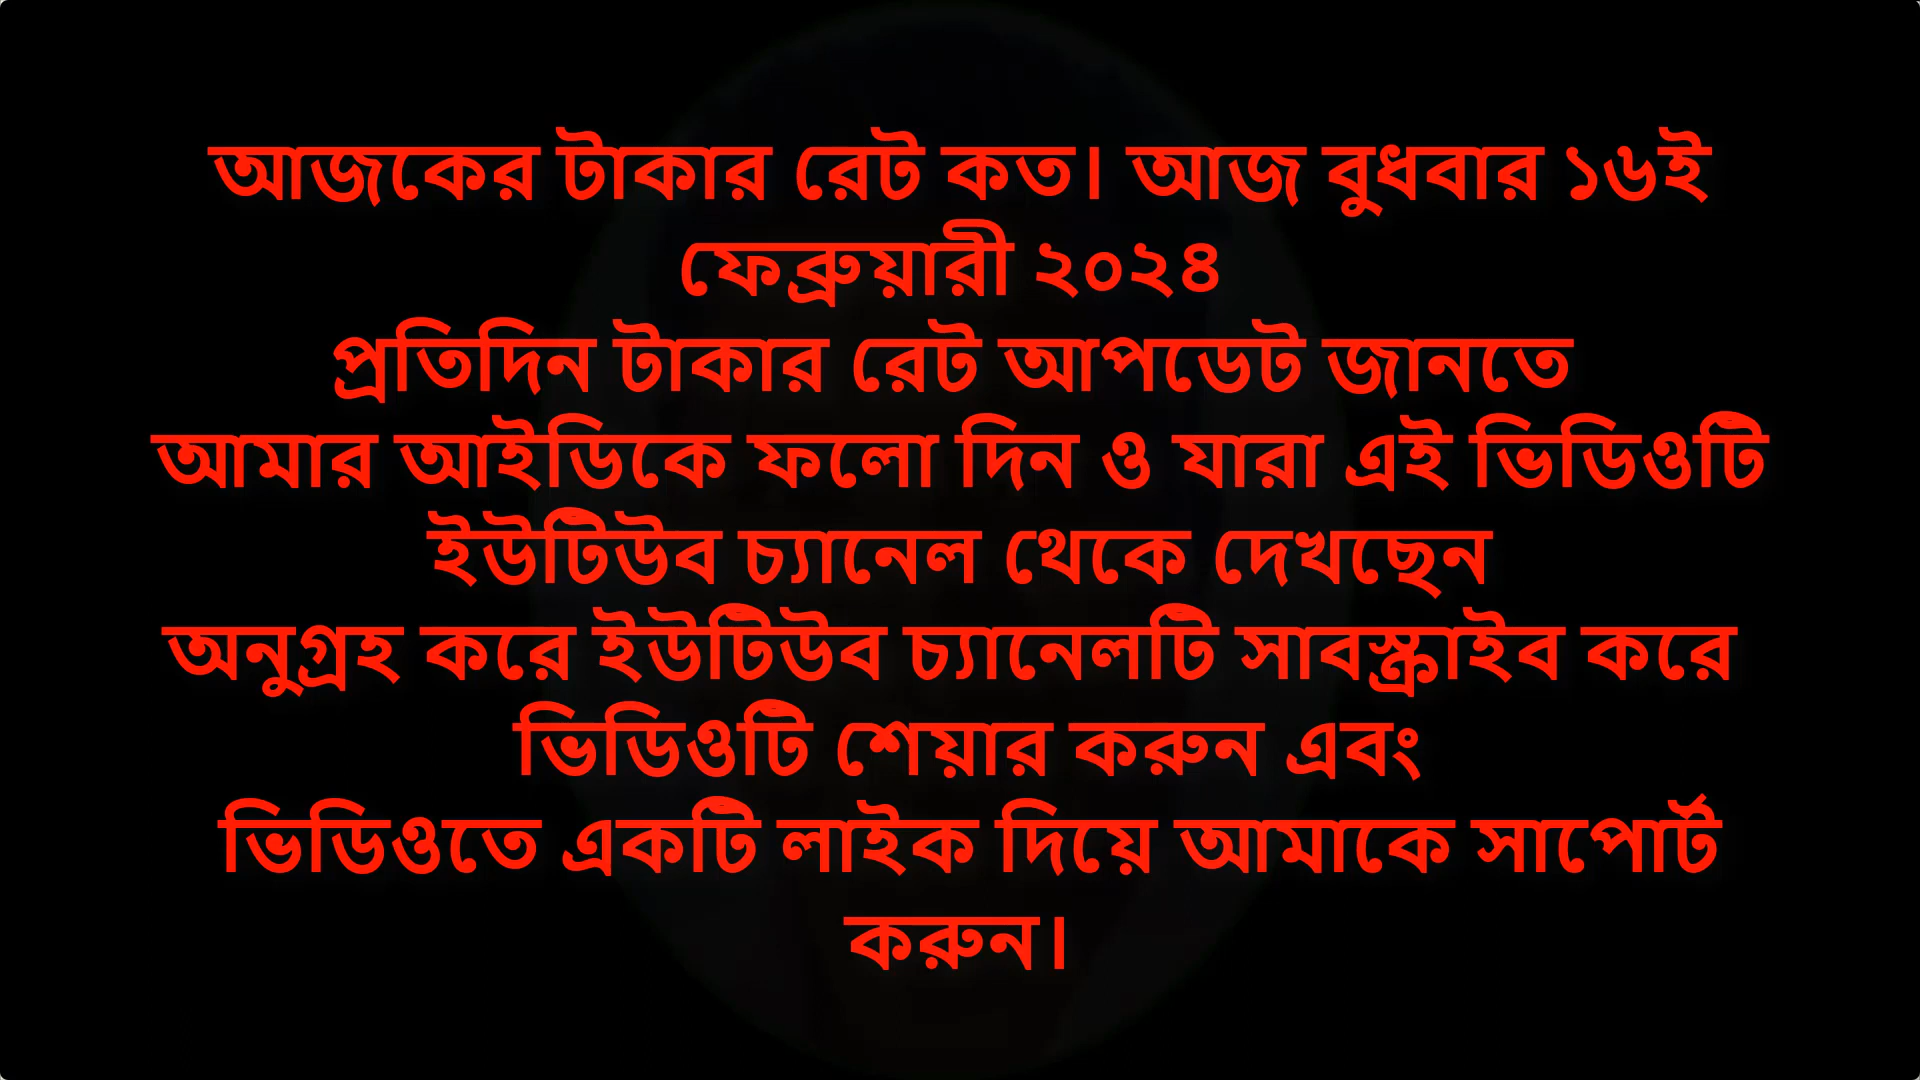 আজকের টাকার রেট কত। আজ বুধবার ১৬ই
ফেব্রুয়ারী ২০২৪
প্রতিদিন টাকার রেট আপডেট জানতে
আমার আইডিকে ফলো দিন ও যারা এই ভিডিওটি
ইউটিউব চ্যানেল থেকে দেখছেন
অনুগ্রহ করে ইউটিউব চ্যানেলটি সাবস্ক্রাইব করে
ভিডিওটি শেয়ার করুন এবং
ভিডিওতে একটি লাইক দিয়ে আমাকে সাপোর্ট
করুন।